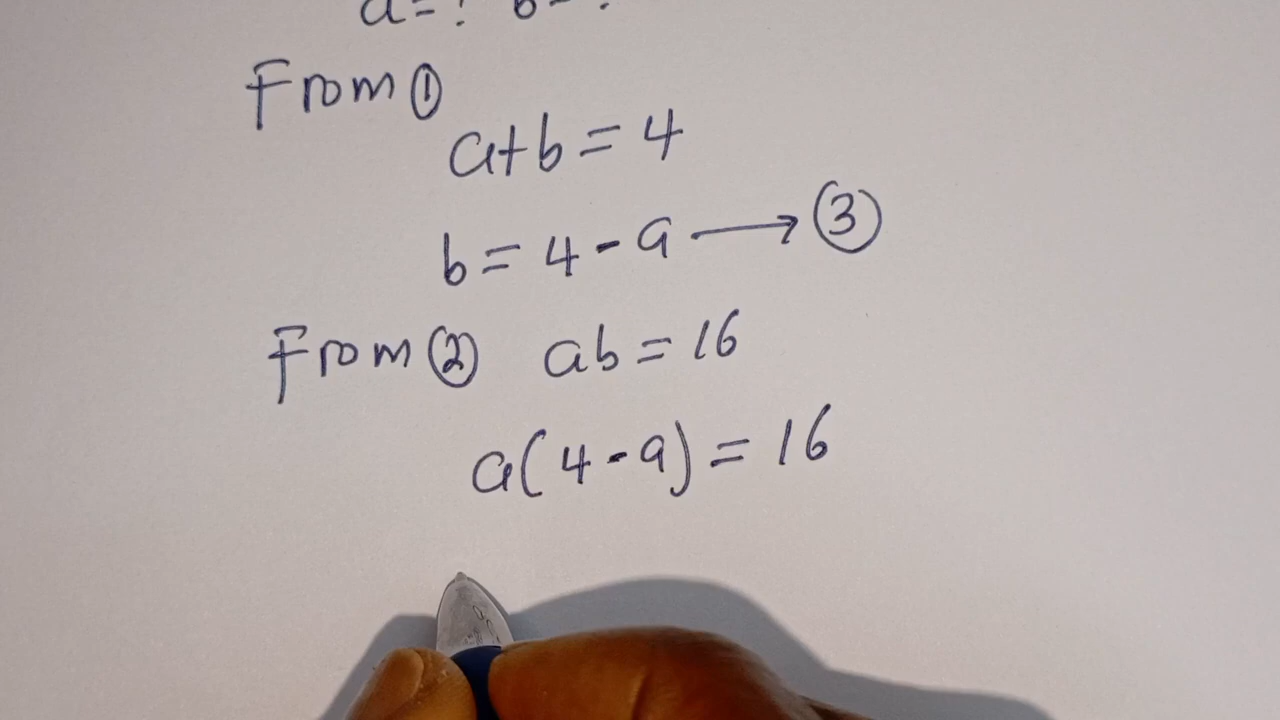 a=? b=?
From ①
a+b=4
b=4-a → ③
From ② ab=16
a(4-a)=16